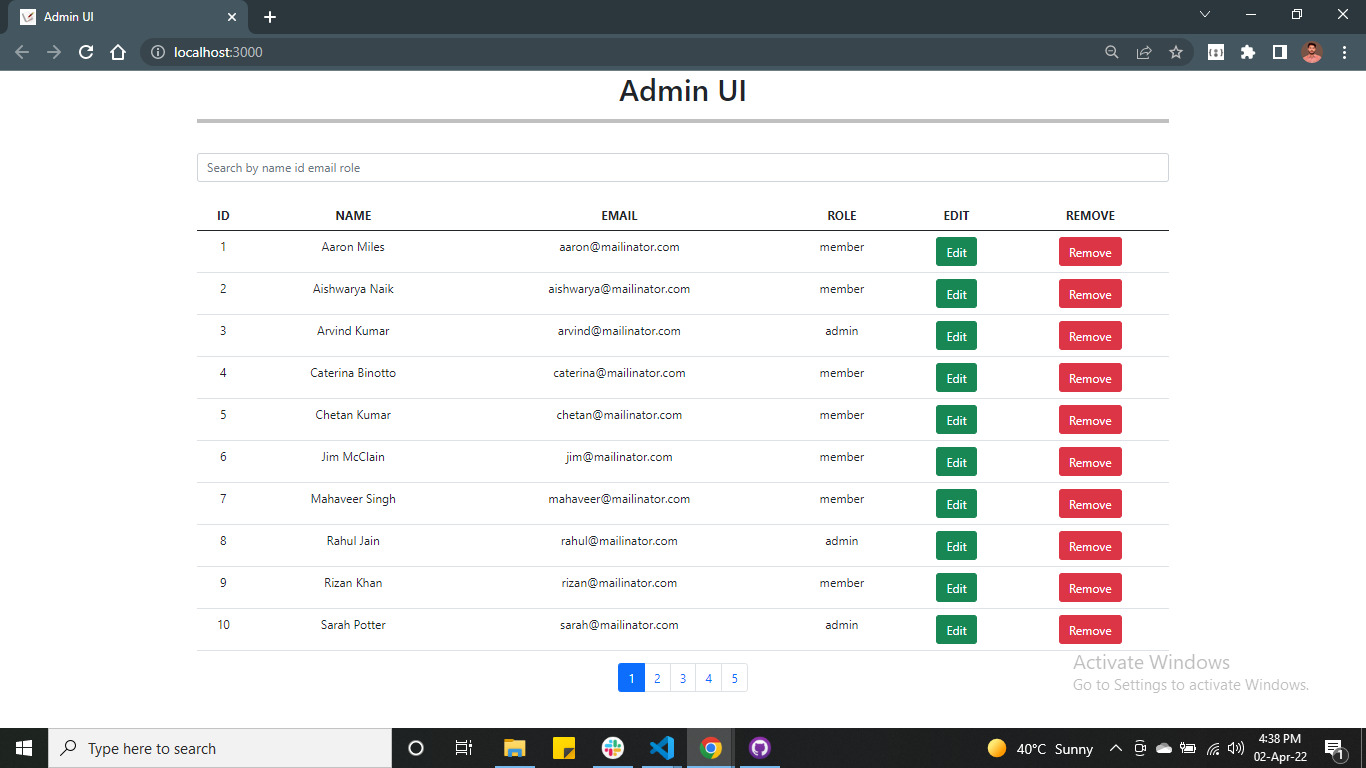 Admin UI
localhost:3000
Admin UI
Search by name id email role
ID NAME EMAIL ROLE EDIT REMOVE
1 Aaron Miles aaron@mailinator.com member Edit Remove
2 Aishwarya Naik aishwarya@mailinator.com member Edit Remove
3 Arvind Kumar arvind@mailinator.com admin Edit Remove
4 Caterina Binotto caterina@mailinator.com member Edit Remove
5 Chetan Kumar chetan@mailinator.com member Edit Remove
6 Jim McClain jim@mailinator.com member Edit Remove
7 Mahaveer Singh mahaveer@mailinator.com member Edit Remove
8 Rahul Jain rahul@mailinator.com admin Edit Remove
9 Rizan Khan rizan@mailinator.com member Edit Remove
10 Sarah Potter sarah@mailinator.com admin Edit Remove
1 2 3 4 5
Activate Windows
Go to Settings to activate Windows.
Type here to search
40°C Sunny
4:38 PM
02-Apr-22
1